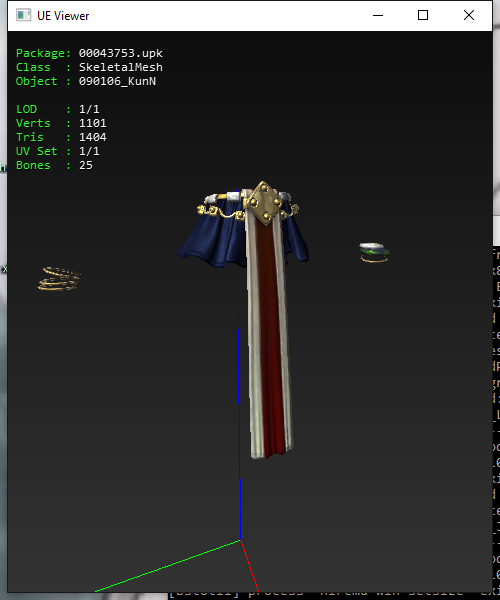 UE Viewer
Package: 00043753.upk
Class : SkeletalMesh
Object : 090106_KunN
LOD : 1/1
Verts : 1101
Tris : 1404
UV Set : 1/1
Bones : 25